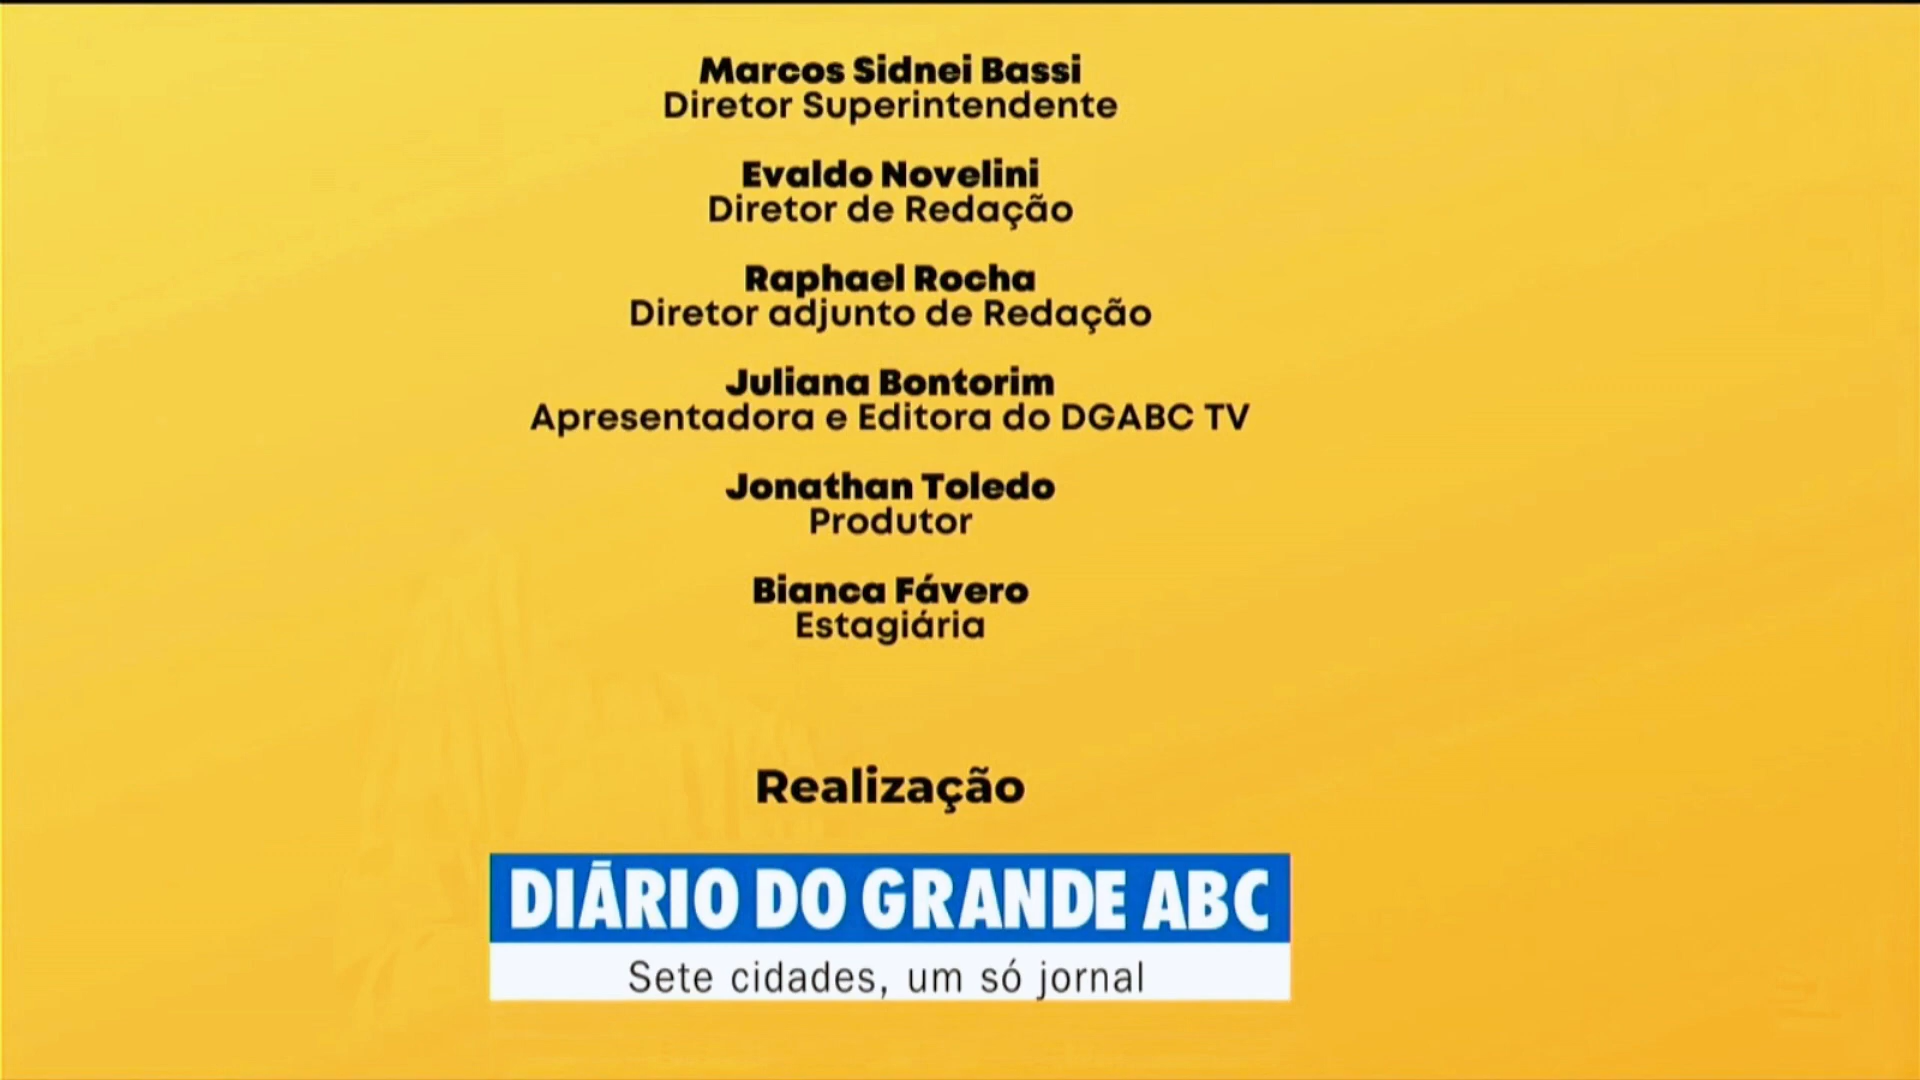 Marcos Sidnei Bassi
Diretor Superintendente
Evaldo Novelini
Diretor de Redação
Raphael Rocha
Diretor adjunto de Redação
Juliana Bontorim
Apresentadora e Editora do DGABC TV
Jonathan Toledo
Produtor
Bianca Fávero
Estagiária
Realização
DIÁRIO DO GRANDE ABC
Sete cidades, um só jornal